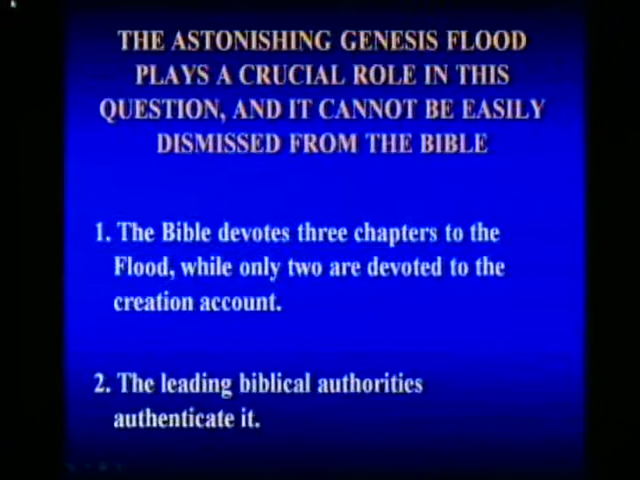 THE ASTONISHING GENESIS FLOOD
PLAYS A CRUCIAL ROLE IN THIS
QUESTION, AND IT CANNOT BE EASILY
DISMISSED FROM THE BIBLE
1. The Bible devotes three chapters to the
Flood, while only two are devoted to the
creation account.
2. The leading biblical authorities
authenticate it.